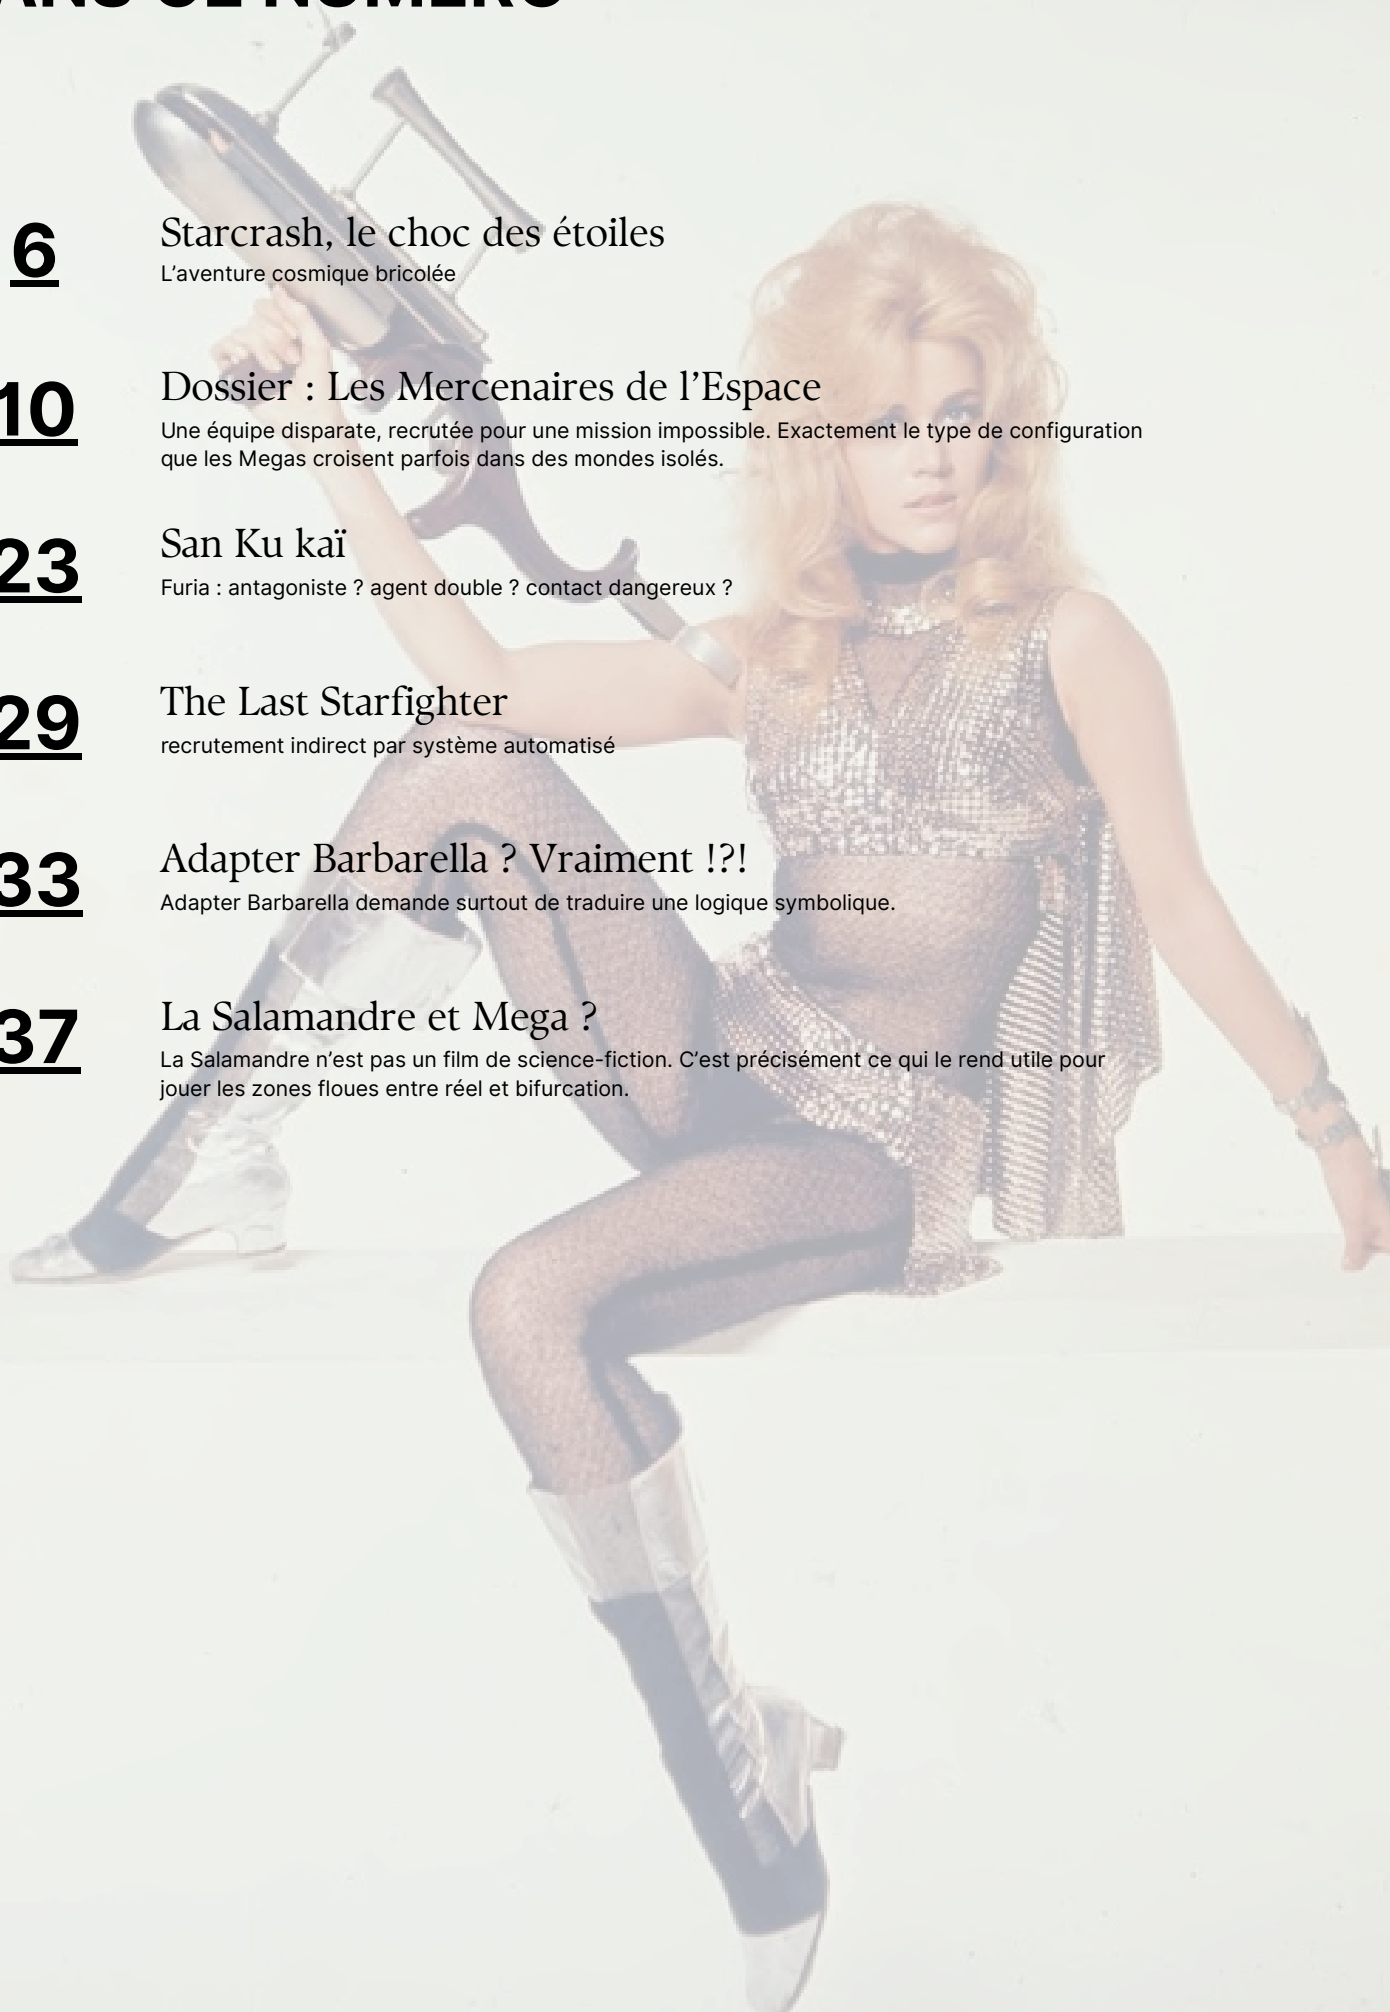 ANS CE NUMÉRO
6
Starcrash, le choc des étoiles
L’aventure cosmique bricolée
10
Dossier : Les Mercenaires de l’Espace
Une équipe disparate, recrutée pour une mission impossible. Exactement le type de configuration
que les Megas croisent parfois dans des mondes isolés.
23
San Ku kaï
Furia : antagoniste ? agent double ? contact dangereux ?
29
The Last Starfighter
recrutement indirect par système automatisé
33
Adapter Barbarella ? Vraiment !?!
Adapter Barbarella demande surtout de traduire une logique symbolique.
37
La Salamandre et Mega ?
La Salamandre n’est pas un film de science-fiction. C’est précisément ce qui le rend utile pour
jouer les zones floues entre réel et bifurcation.